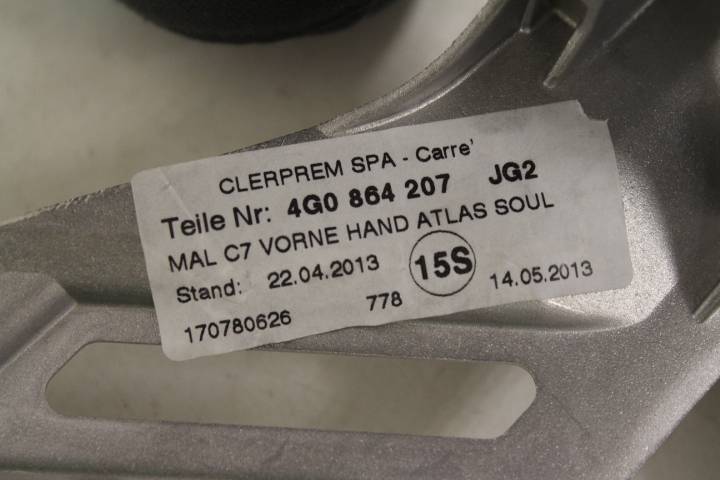 CLERPREM SPA - Carre'
Teile Nr: 4G0 864 207 JG2
MAL C7 VORNE HAND ATLAS SOUL
Stand: 22.04.2013 15S 14.05.2013
170780626 778